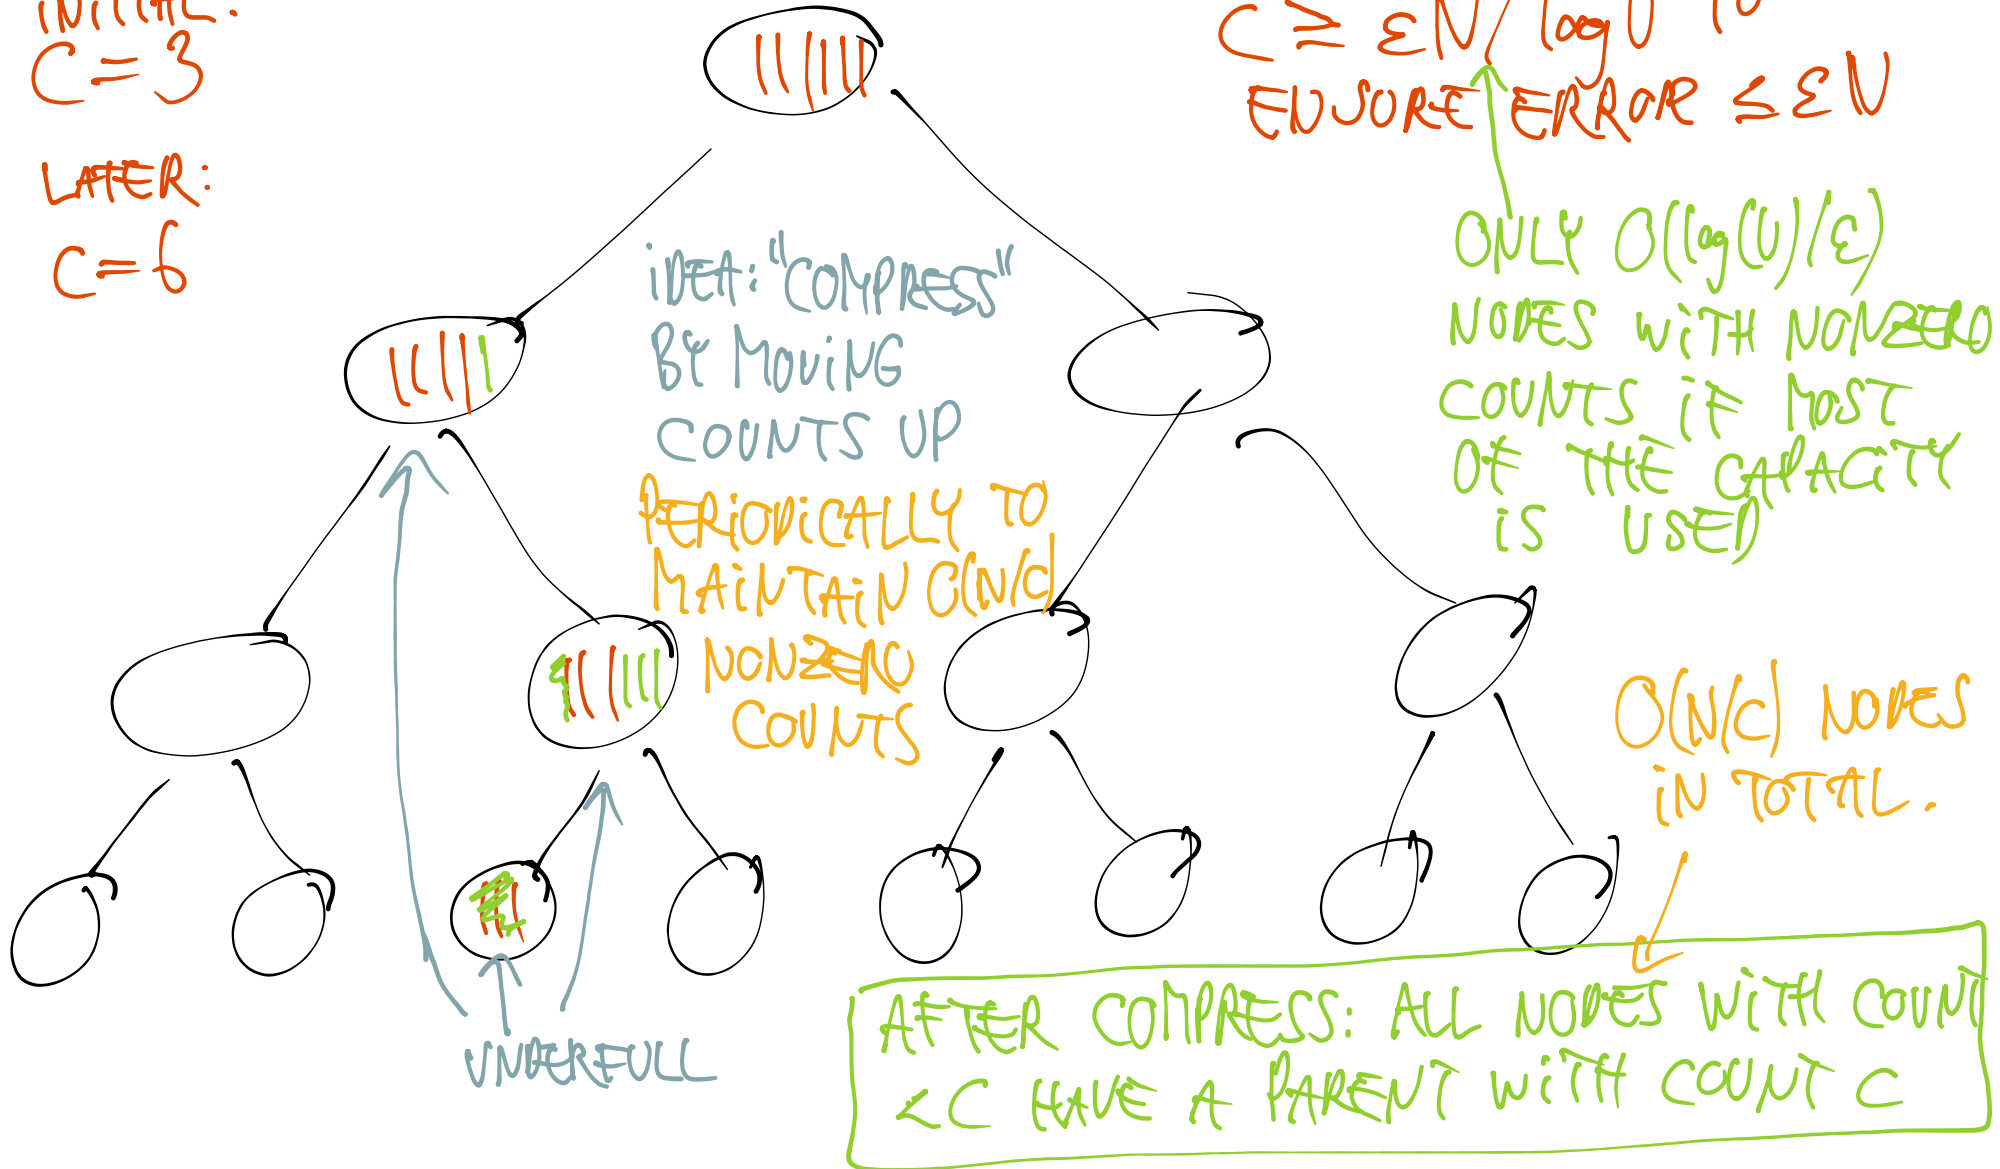 INITIAL:
C = 3
LATER:
C = 6
C ≥ εN/logU TO
ENSURE ERROR ≤ εN
ONLY O(log(U)/ε)
NODES WITH NONZERO
COUNTS IF MOST
OF THE CAPACITY
IS USED
IDEA: "COMPRESS"
BY MOVING
COUNTS UP
PERIODICALLY TO
MAINTAIN O(N/C)
NONZERO
COUNTS
O(N/C) NODES
IN TOTAL.
UNDERFULL
AFTER COMPRESS: ALL NODES WITH COUNT
<C HAVE A PARENT WITH COUNT C